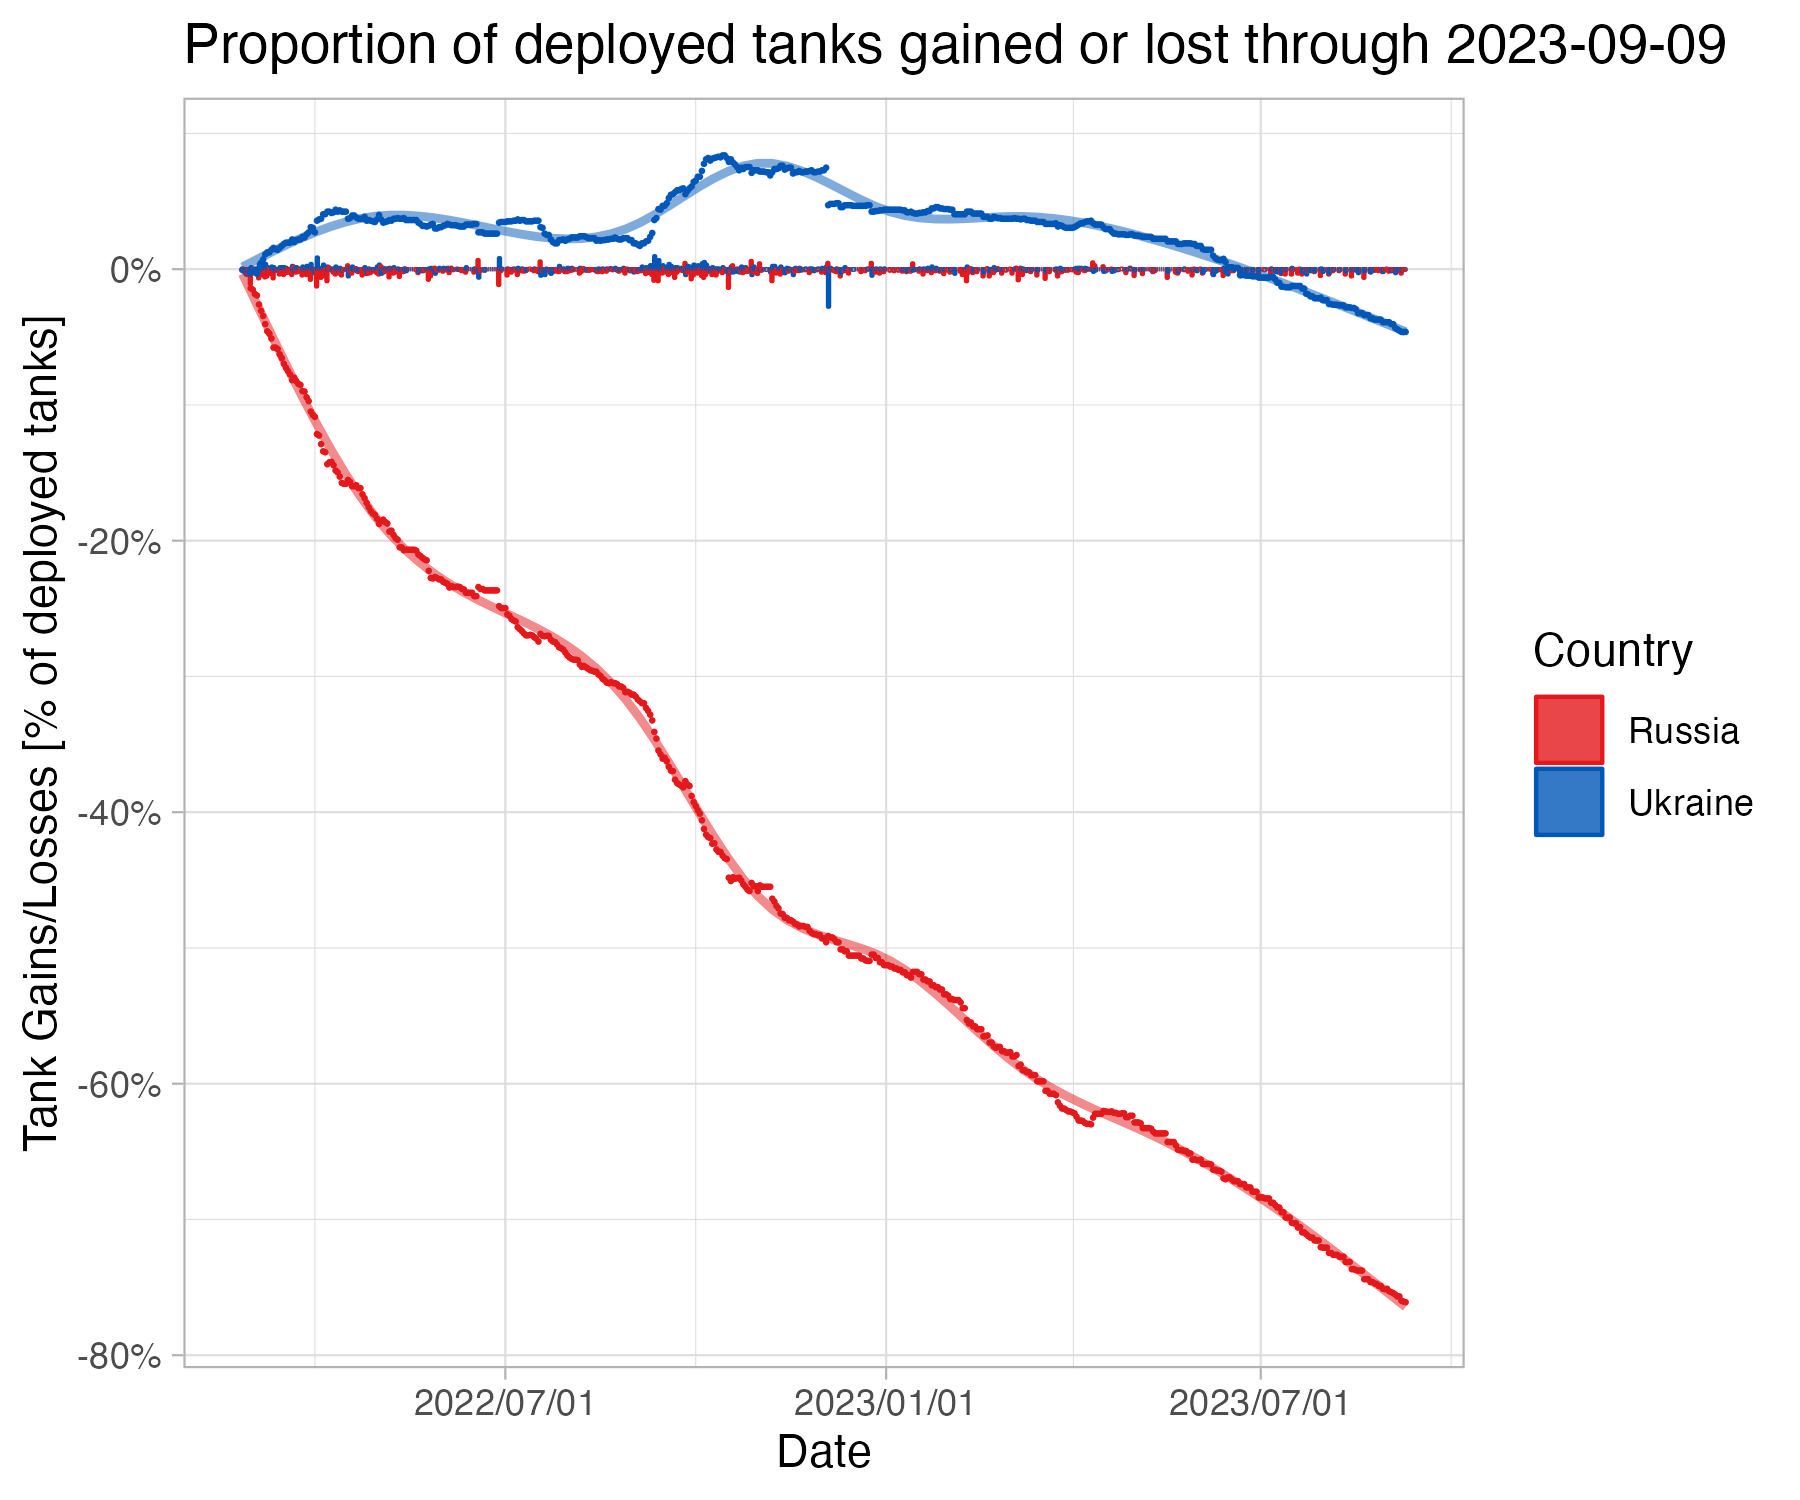 Proportion of deployed tanks gained or lost through 2023-09-09
Tank Gains/Losses [% of deployed tanks]
0%
-20%
-40%
-60%
-80%
2022/07/01
2023/01/01
2023/07/01
Date
Country
Russia
Ukraine